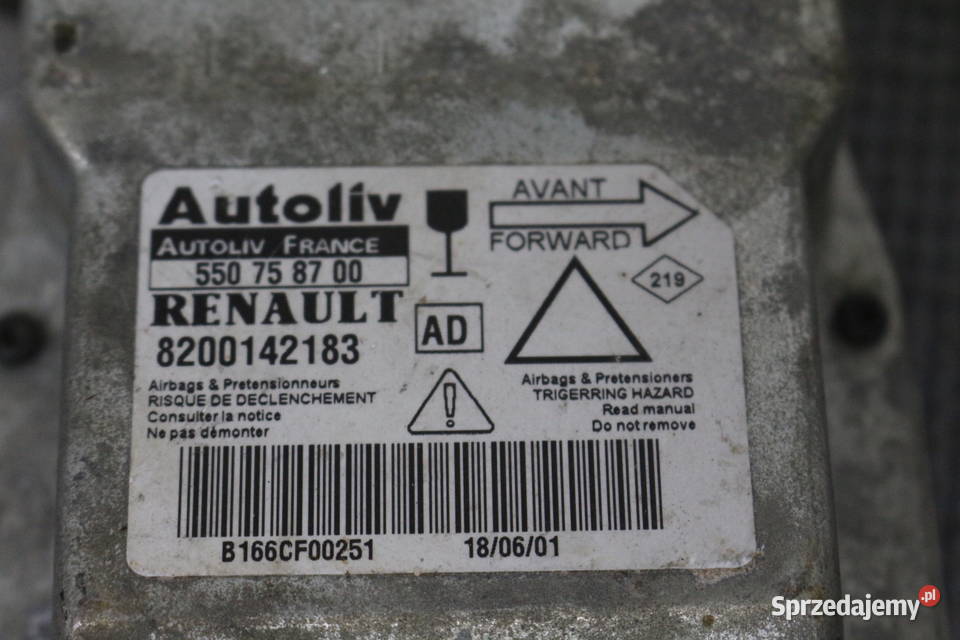 Autoliv
AUTOLIV FRANCE
550 75 87 00
RENAULT
8200142183
AD
AVANT
FORWARD
219
Airbags & Pretensionneurs
RISQUE DE DECLENCHEMENT
Consulter la notice
Ne pas démonter
Airbags & Pretensioners
TRIGERRING HAZARD
Read manual
Do not remove
B166CF00251
18/06/01
Sprzedajemy.pl